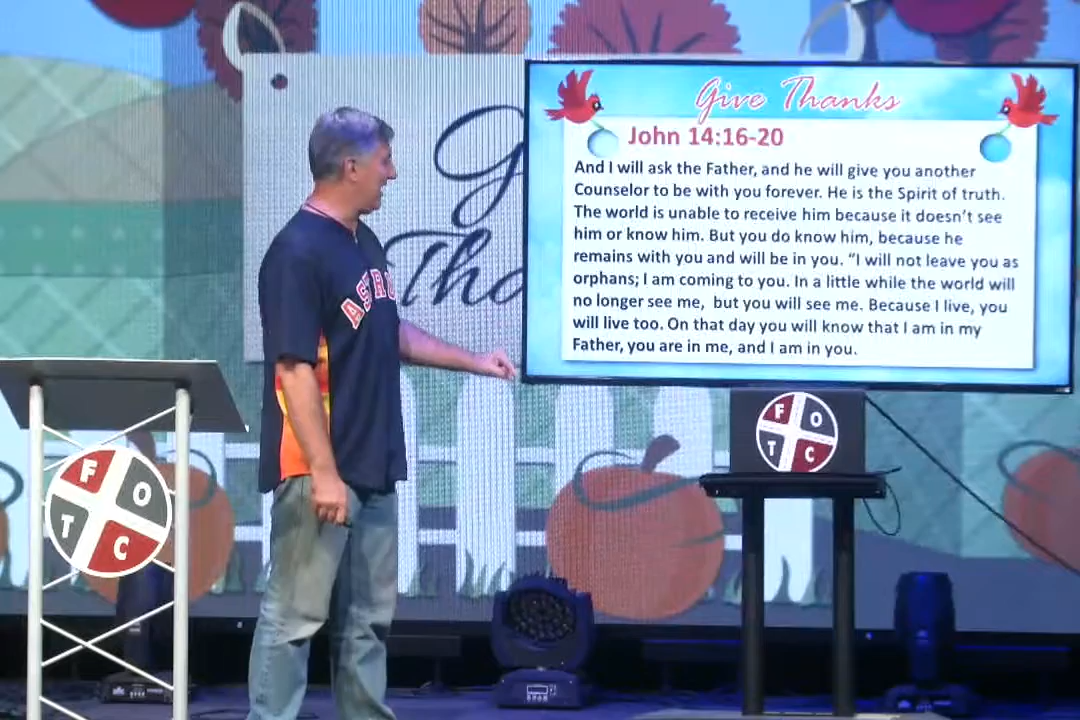 Give Thanks
John 14:16-20
And I will ask the Father, and he will give you another
Counselor to be with you forever. He is the Spirit of truth.
The world is unable to receive him because it doesn't see
him or know him. But you do know him, because he
remains with you and will be in you. "I will not leave you as
orphans; I am coming to you. In a little while the world will
no longer see me, but you will see me. Because I live, you
will live too. On that day you will know that I am in my
Father, you are in me, and I am in you.
ASTRO
F O
T C
F O
T C